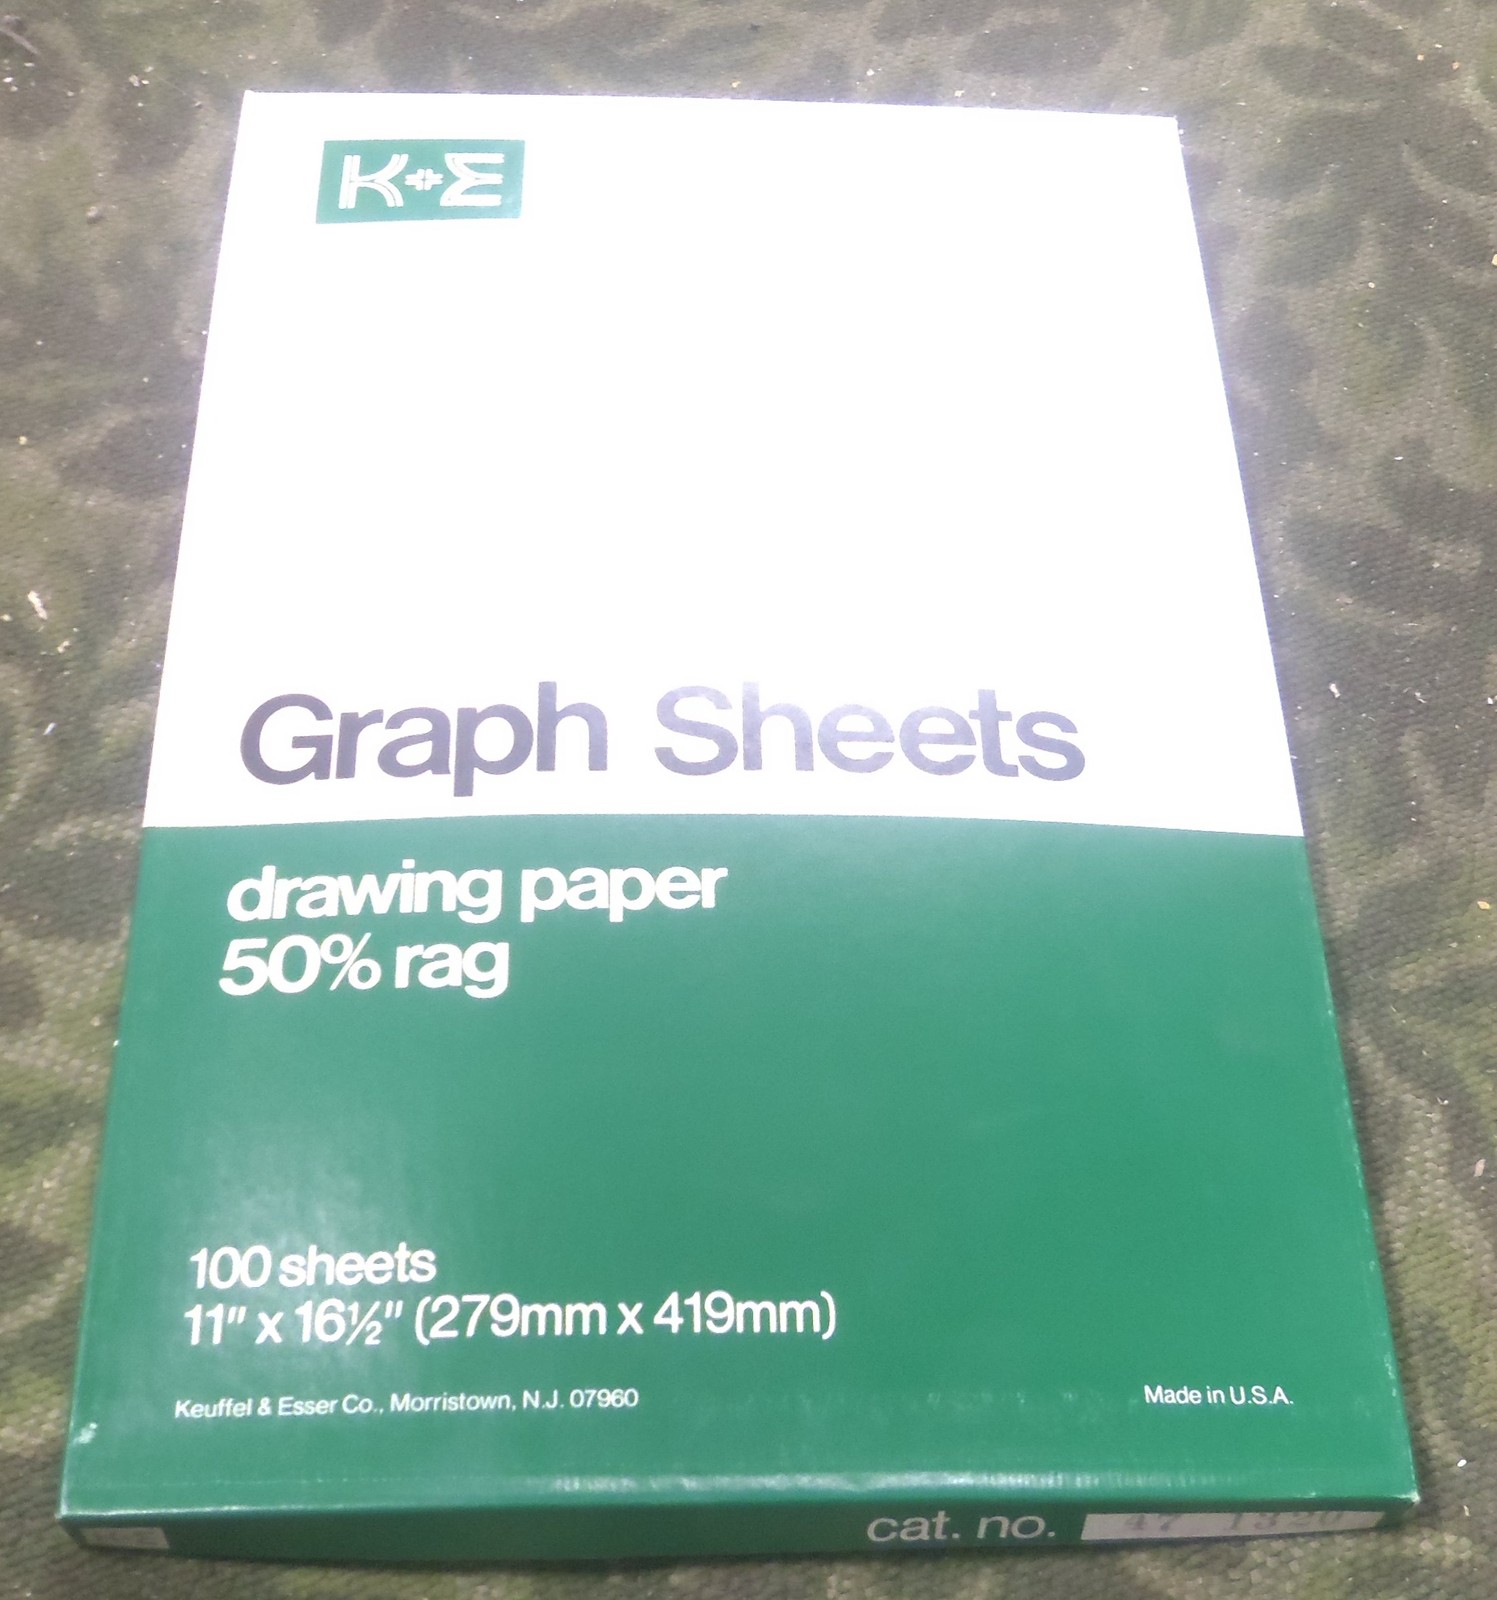 K+E
Graph Sheets
drawing paper
50% rag
100 sheets
11" x 16½" (279mm x 419mm)
Keuffel & Esser Co., Morristown, N.J. 07960
Made in U.S.A.
cat. no. 47